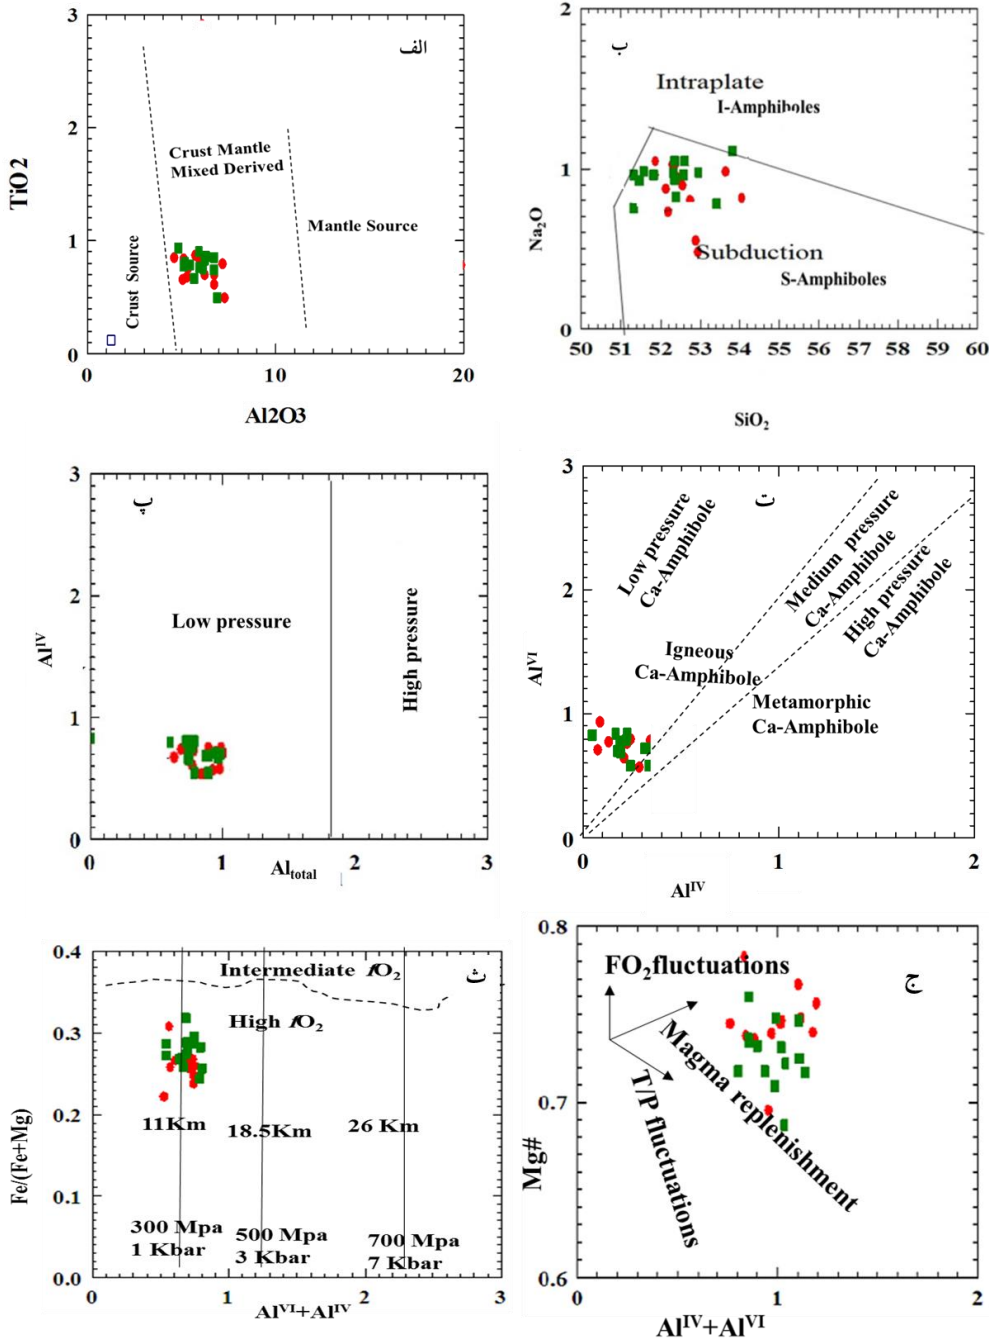 3
2
1
0
TiO2
الف
Crust Mantle
Mixed Derived
Mantle Source
Crust Source
0
10
20
Al2O3
2
1
0
Na2O
ب
Intraplate
I-Amphiboles
Subduction
S-Amphiboles
50 51 52 53 54 55 56 57 58 59 60
SiO2
3
2
1
0
AlIV
پ
Low pressure
High pressure
0
1
2
3
Altotal
3
2
1
0
AlVI
ت
Low pressure
Ca-Amphibole
Medium pressure
Ca-Amphibole
High pressure
Ca-Amphibole
Igneous
Ca-Amphibole
Metamorphic
Ca-Amphibole
0
1
2
AlIV
0.4
0.3
0.2
0.1
0.0
Fe/(Fe+Mg)
ث
Intermediate fO2
High fO2
11Km
18.5Km
26 Km
300 Mpa
1 Kbar
500 Mpa
3 Kbar
700 Mpa
7 Kbar
0
1
2
3
AlVI+AlIV
0.8
0.7
0.6
Mg#
ج
FO2fluctuations
Magma replenishment
T/P fluctuations
0
1
2
AlIV+AlVI